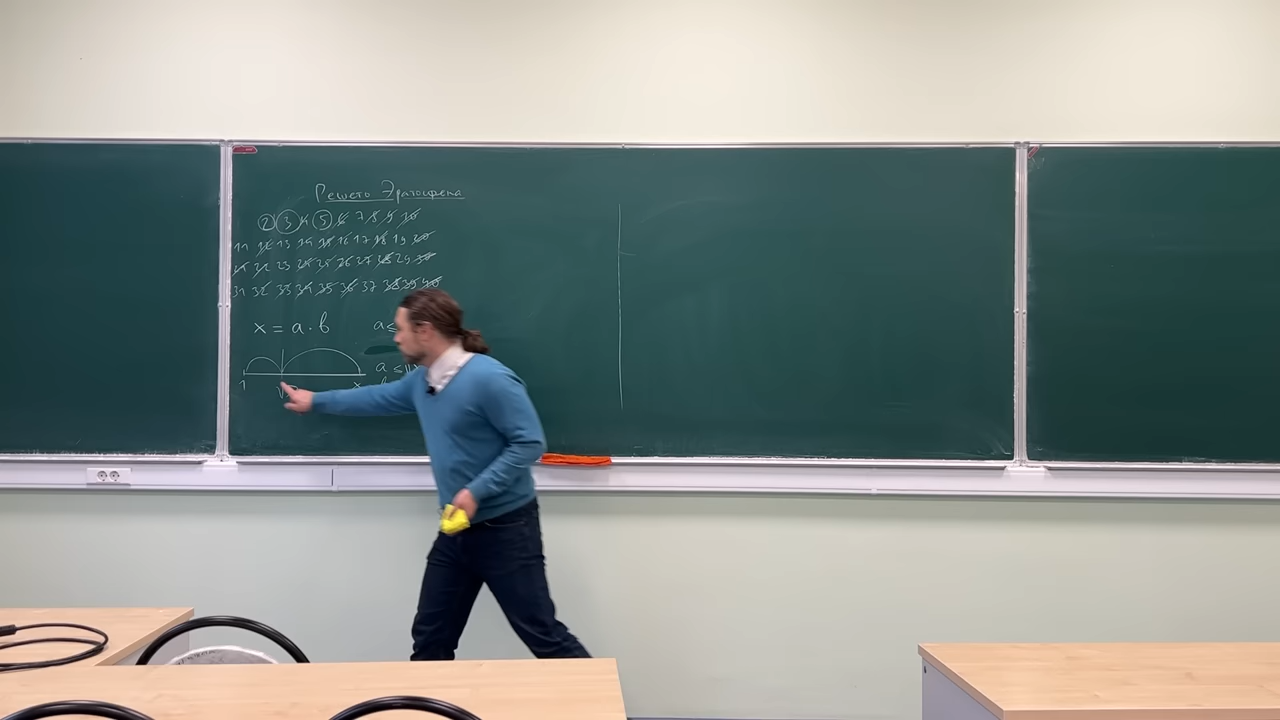 Решето Эратосфена
2 3 4 5 6 7 8 9 10
11 12 13 14 15 16 17 18 19 20
21 22 23 24 25 26 27 28 29 30
31 32 33 34 35 36 37 38 39 40
x = a · b a ≤
a ≤ √x
1 √x x